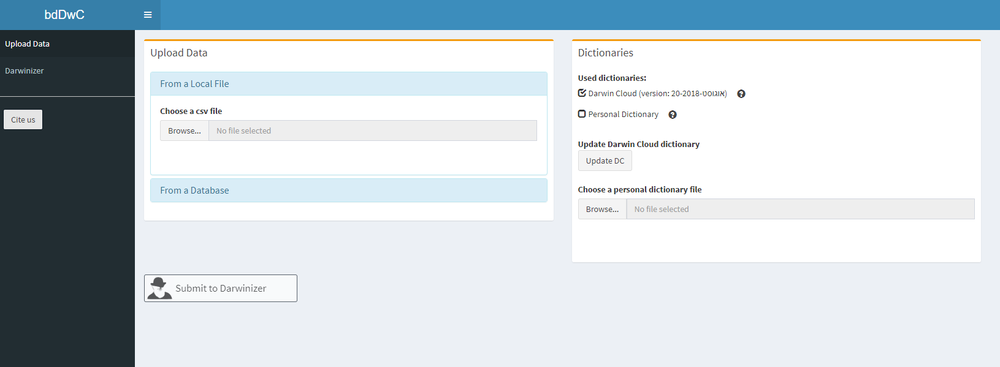 bdDwC
Upload Data
Darwinizer
Cite us
Upload Data
From a Local File
Choose a csv file
Browse...
No file selected
From a Database
Submit to Darwinizer
Dictionaries
Used dictionaries:
Darwin Cloud (version: 20-2018-אוגוסט)
Personal Dictionary
Update Darwin Cloud dictionary
Update DC
Choose a personal dictionary file
Browse...
No file selected